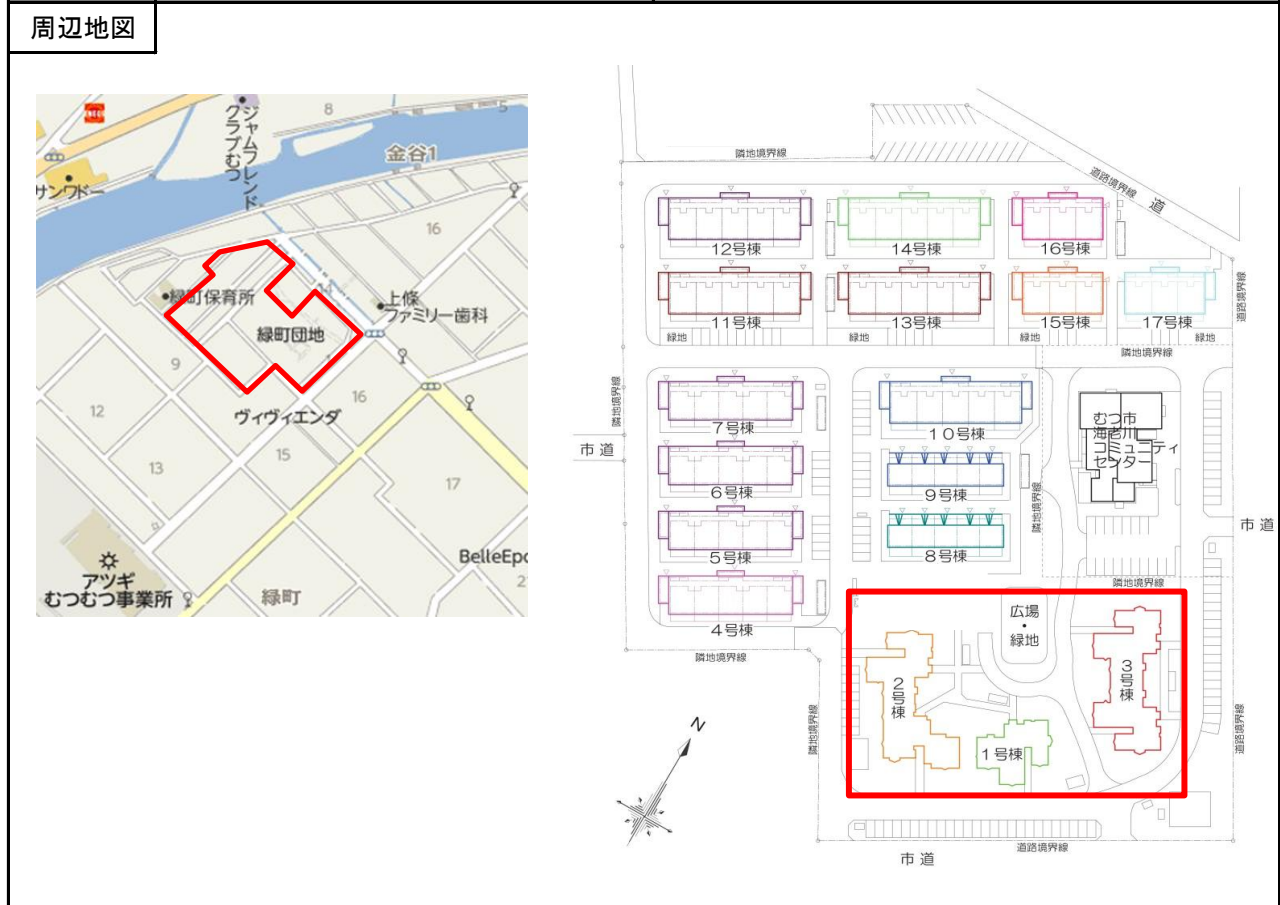 周辺地図
8
5
ジャムフレンド
クラブむつ
金谷1
サンワドー
16
緑町保育所
上條
ファミリー歯科
24
緑町団地
9
16
12
ヴィヴィエンダ
15
13
17
BelleEpo
アツギ
むつむつ事業所
緑町
2
隣地境界線
道路境界線
道
12号棟
14号棟
16号棟
道路境界線
11号棟
13号棟
15号棟
17号棟
緑地
緑地
緑地
緑地
隣地境界線
隣地境界線
7号棟
10号棟
むつ市
海老川
コミュニティ
センター
市道
6号棟
9号棟
隣地境界線
市道
5号棟
8号棟
隣地境界線
4号棟
広場
・
緑地
隣地境界線
2号棟
3号棟
隣地境界線
道路境界線
N
1号棟
道路境界線
市道